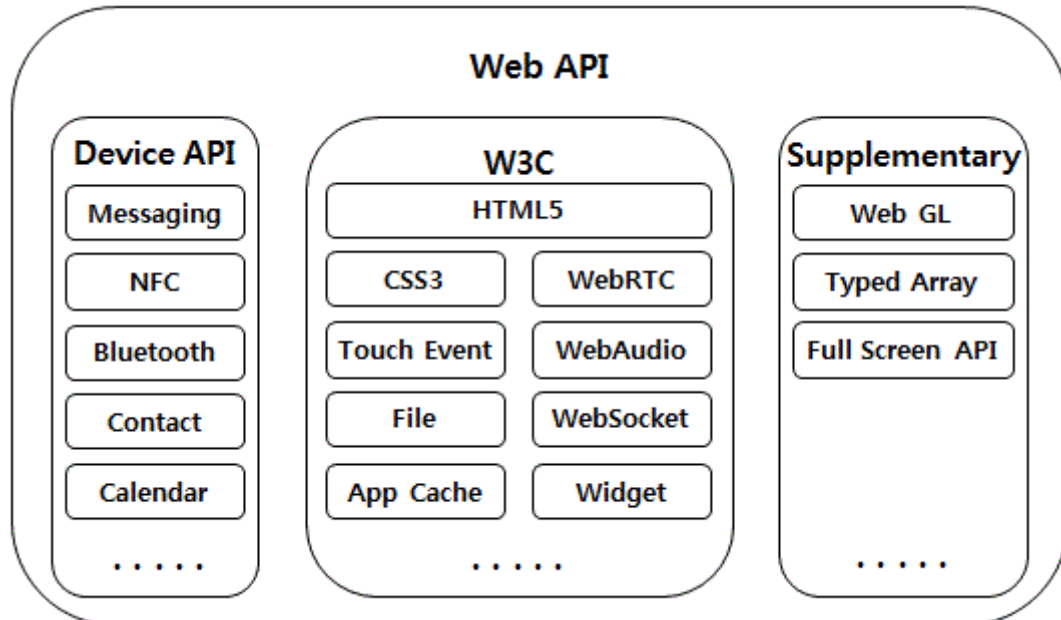 Web API
Device API
Messaging
NFC
Bluetooth
Contact
Calendar
. . . . .
W3C
HTML5
CSS3
WebRTC
Touch Event
WebAudio
File
WebSocket
App Cache
Widget
. . . . .
Supplementary
Web GL
Typed Array
Full Screen API
. . . . .